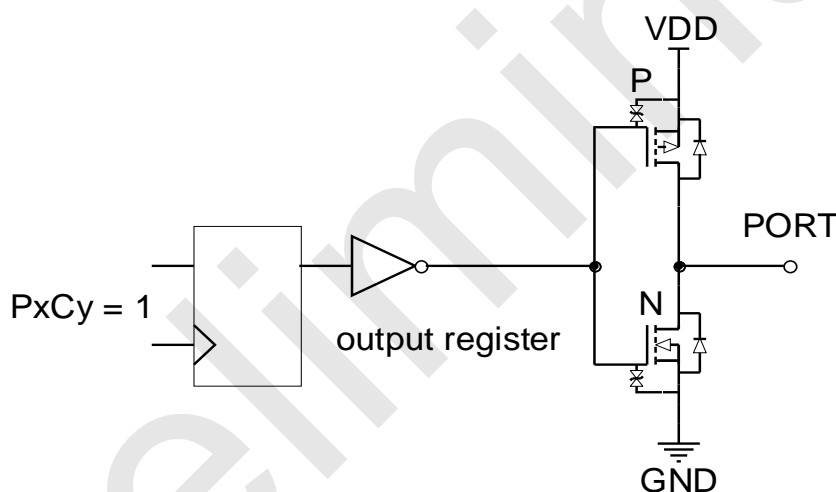 VDD
P
PORT
PxCy = 1
N
output register
GND